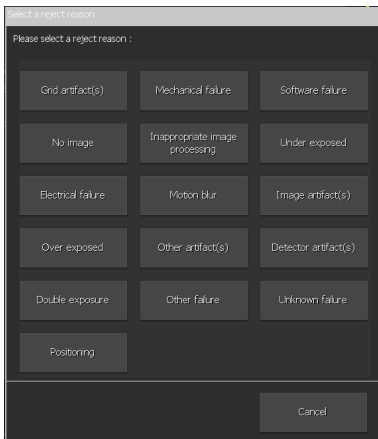 Select a reject reason
Please select a reject reason :
Grid artifact(s)
Mechanical failure
Software failure
No image
Inappropriate image
processing
Under exposed
Electrical failure
Motion blur
Image artifact(s)
Over exposed
Other artifact(s)
Detector artifact(s)
Double exposure
Other failure
Unknown failure
Positioning
Cancel